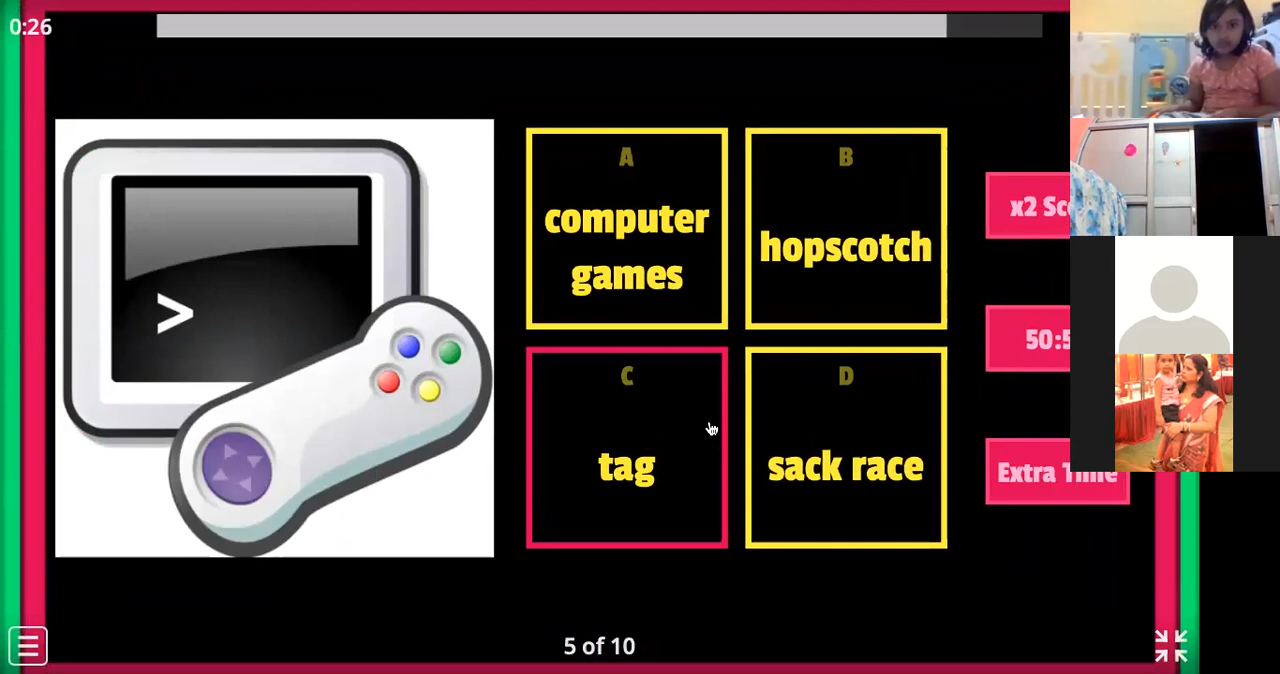 0:26
A
computer
games
B
hopscotch
C
tag
D
sack race
x2 Sc
50:5
Extra Time
>
5 of 10